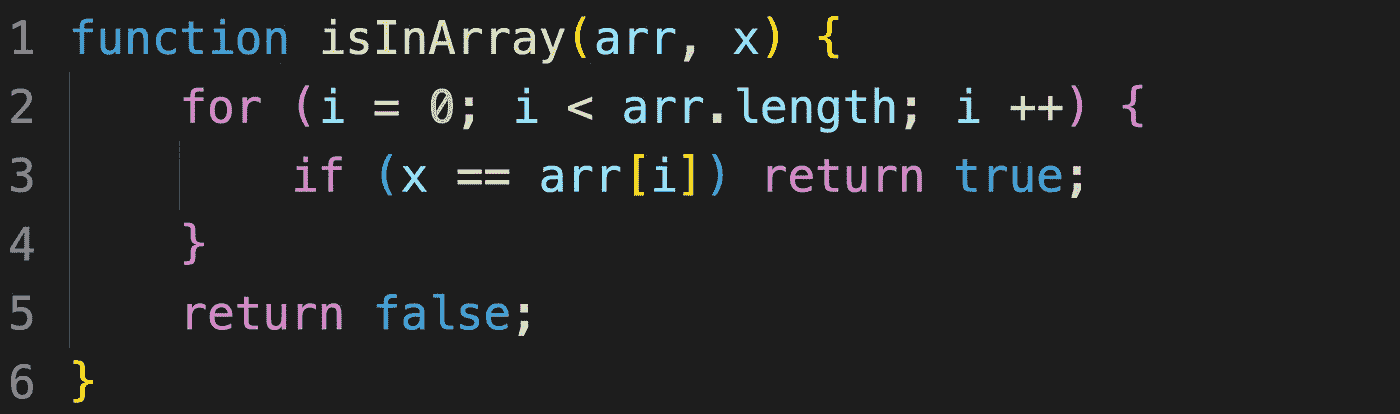 1 function isInArray(arr, x) {
2     for (i = 0; i < arr.length; i ++) {
3         if (x == arr[i]) return true;
4     }
5     return false;
6 }